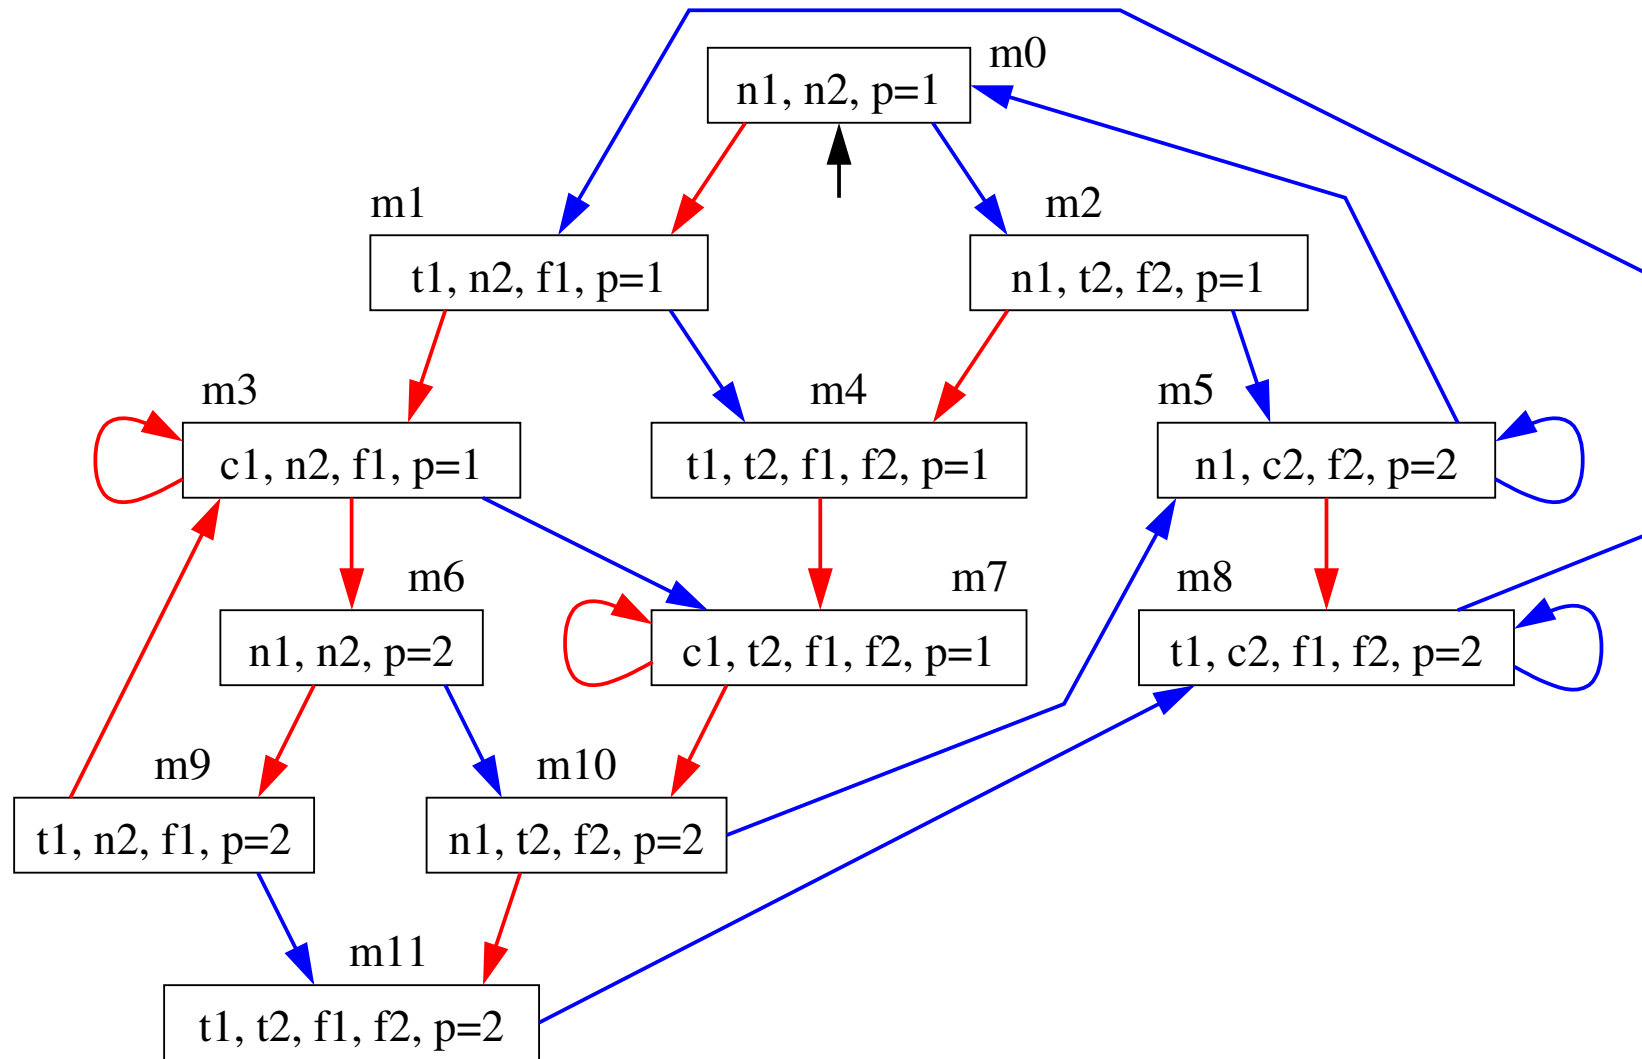 m0
n1, n2, p=1
m1
m2
t1, n2, f1, p=1
n1, t2, f2, p=1
m3
m4
m5
c1, n2, f1, p=1
t1, t2, f1, f2, p=1
n1, c2, f2, p=2
m6
m7
m8
n1, n2, p=2
c1, t2, f1, f2, p=1
t1, c2, f1, f2, p=2
m9
m10
t1, n2, f1, p=2
n1, t2, f2, p=2
m11
t1, t2, f1, f2, p=2